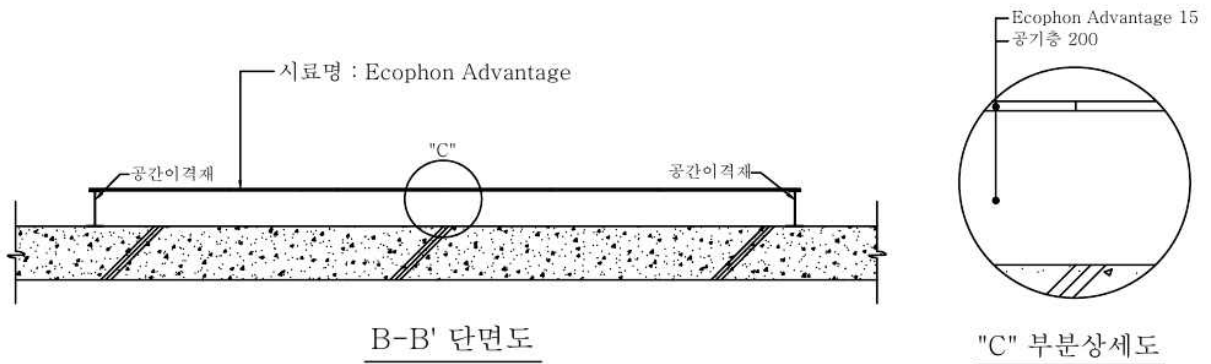 Ecophon Advantage 15
공기층 200
시료명 : Ecophon Advantage
"C"
공간이격재
공간이격재
B-B' 단면도
"C" 부분상세도